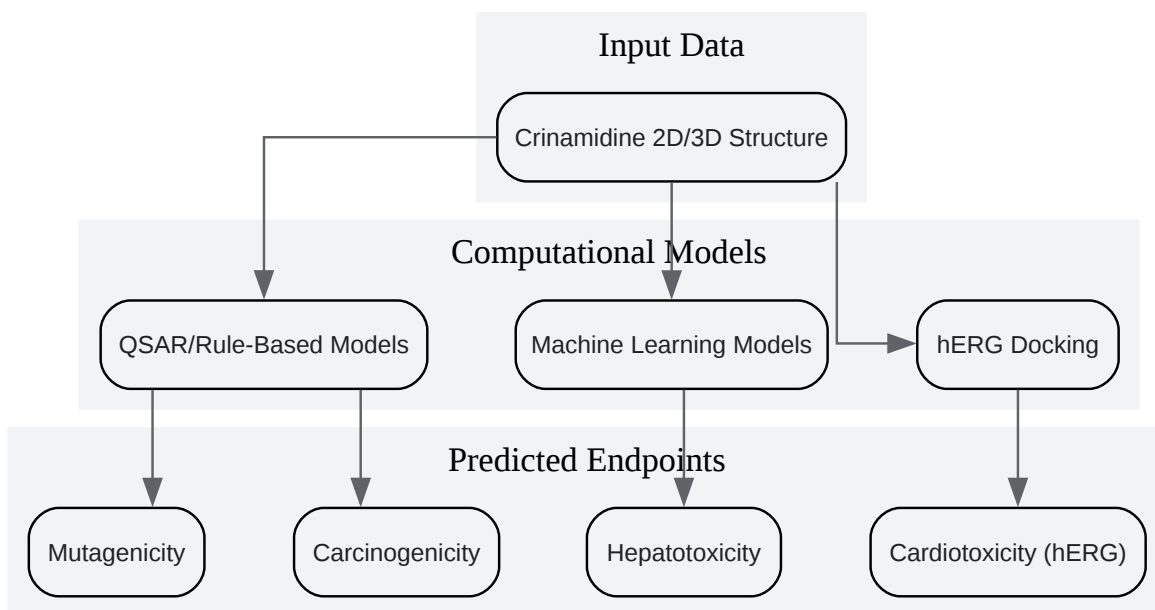 Input Data
Crinamidine 2D/3D Structure
Computational Models
QSAR/Rule-Based Models
Machine Learning Models
hERG Docking
Predicted Endpoints
Mutagenicity
Carcinogenicity
Hepatotoxicity
Cardiotoxicity (hERG)